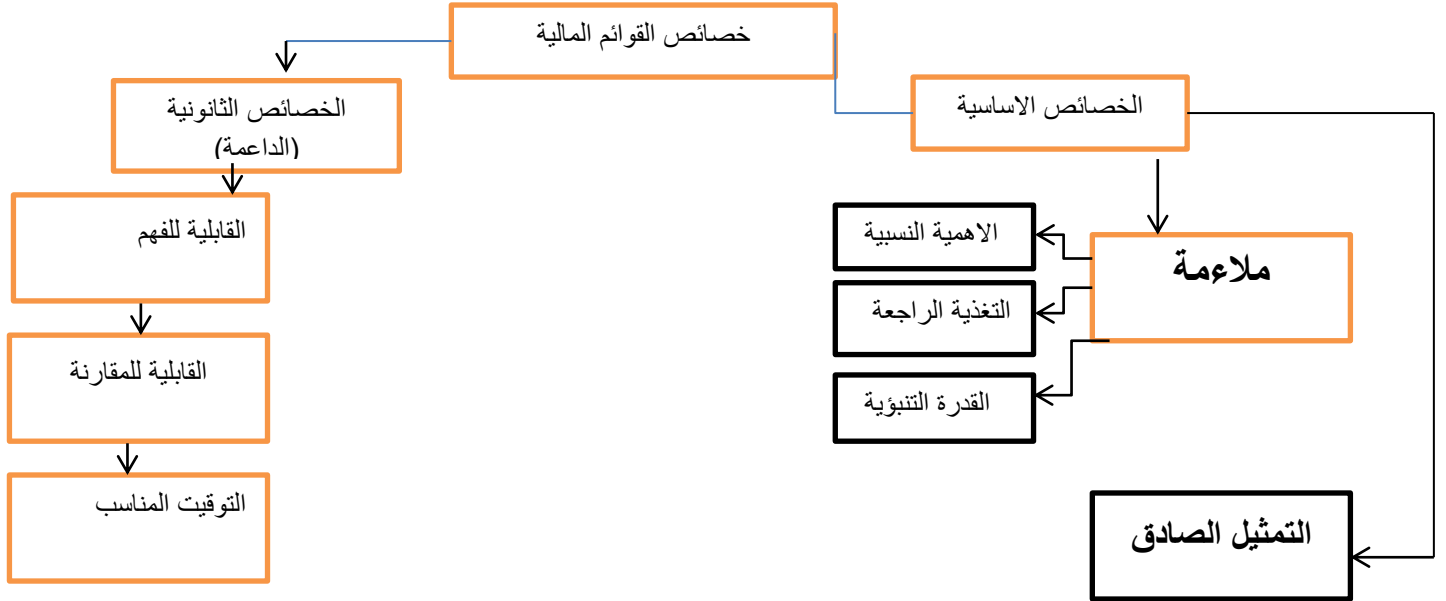 خصائص القوائم المالية
الخصائص الاساسية
ملاءمة
الاهمية النسبية
التغذية الراجعة
القدرة التنبؤية
التمثيل الصادق
الخصائص الثانونية
(الداعمة)
القابلية للفهم
القابلية للمقارنة
التوقيت المناسب